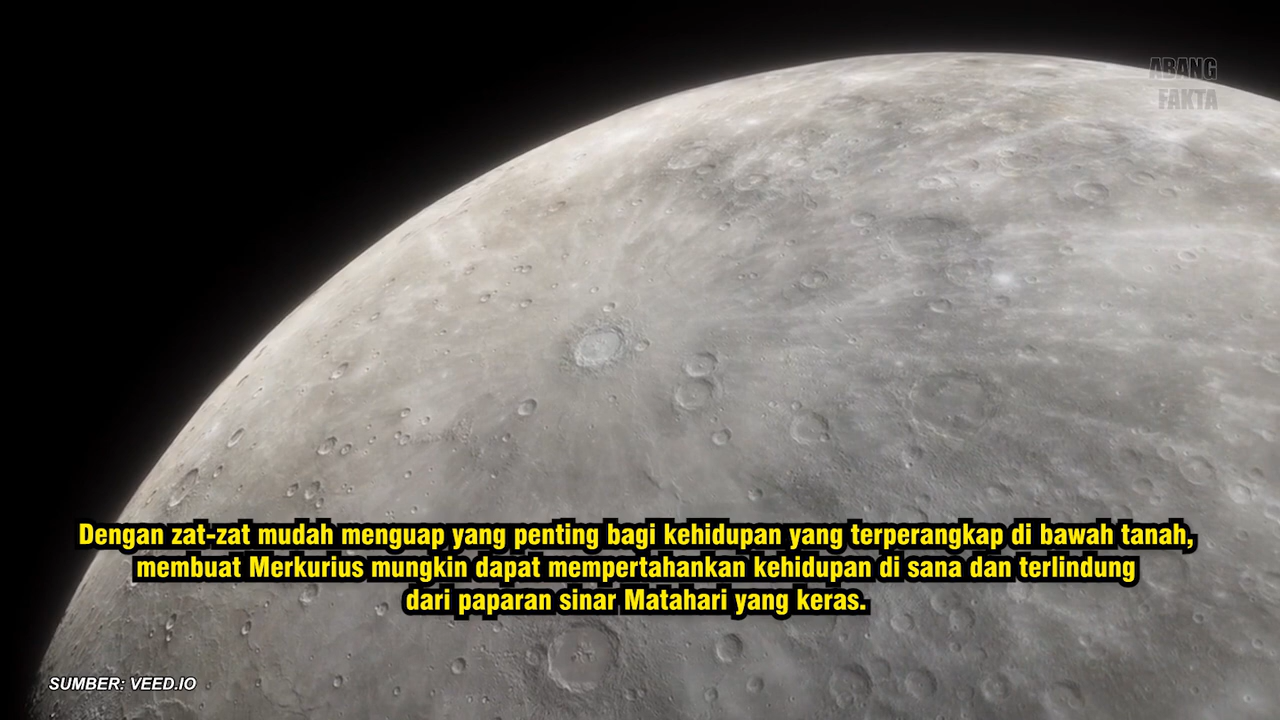 ABANG
FAKTA
Dengan zat-zat mudah menguap yang penting bagi kehidupan yang terperangkap di bawah tanah,
membuat Merkurius mungkin dapat mempertahankan kehidupan di sana dan terlindung
dari paparan sinar Matahari yang keras.
SUMBER: VEED.IO